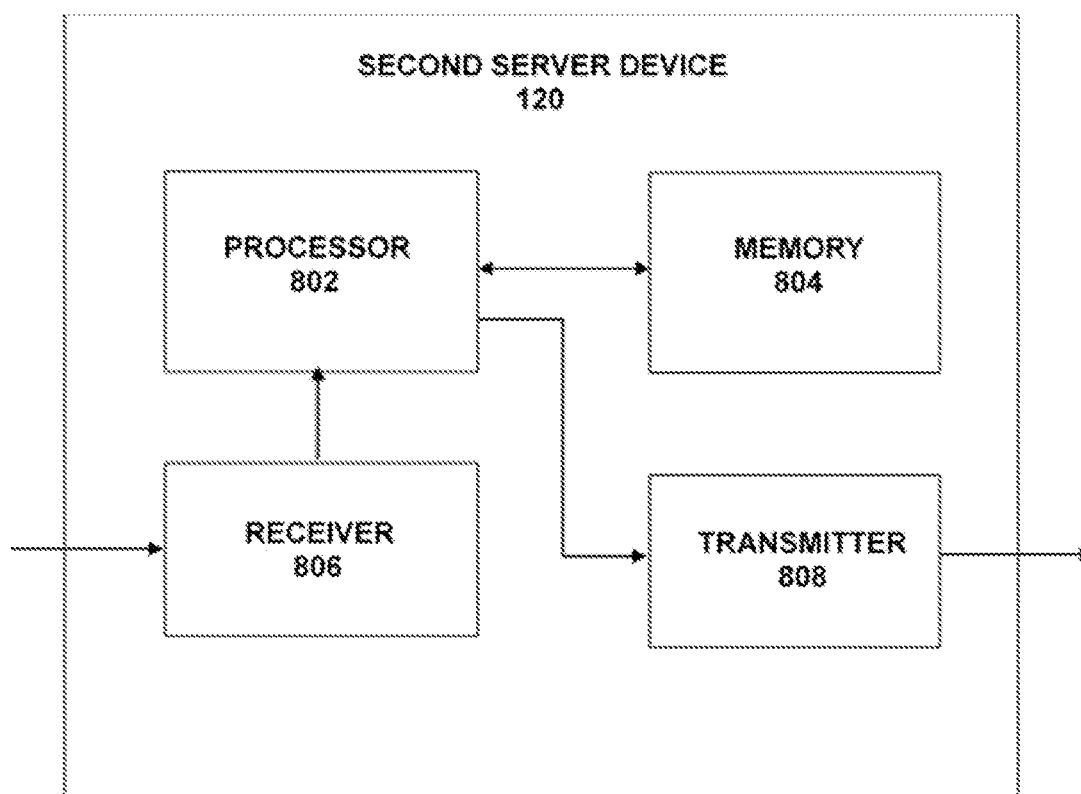 SECOND SERVER DEVICE
120
PROCESSOR
802
MEMORY
804
RECEIVER
806
TRANSMITTER
808